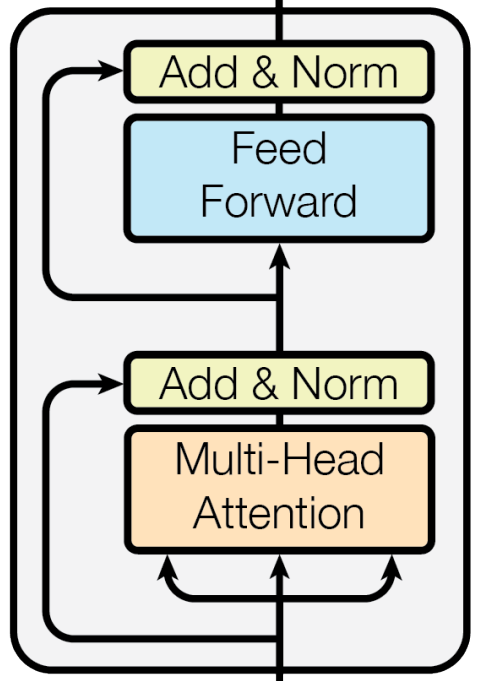 Add & Norm
Feed
Forward
Add & Norm
Multi-Head
Attention